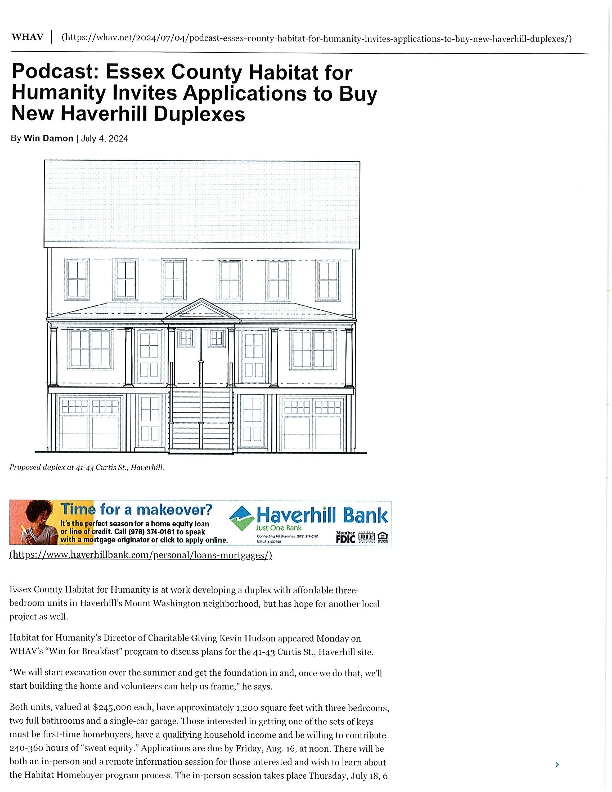 WHAV | (https://whav.net/2024/07/04/podcast-essex-county-habitat-for-humanity-invites-applications-to-buy-new-haverhill-duplexes/)
Podcast: Essex County Habitat for
Humanity Invites Applications to Buy
New Haverhill Duplexes
By Win Damon | July 4, 2024
Proposed duplex at 41-43 Curtis St., Haverhill.
Time for a makeover?
It's the perfect season for a home equity loan
or line of credit. Call (978) 374-0161 to speak
with a mortgage originator or click to apply online.
Haverhill Bank
Just One Bank.
Member
FDIC
(https://www.haverhillbank.com/personal/loans-mortgages/)
Essex County Habitat for Humanity is at work developing a duplex with affordable three-
bedroom units in Haverhill's Mount Washington neighborhood, but has hope for another local
project as well.
Habitat for Humanity's Director of Charitable Giving Kevin Hudson appeared Monday on
WHAV's "Win for Breakfast" program to discuss plans for the 41-43 Curtis St., Haverhill site.
"We will start excavation over the summer and get the foundation in and, once we do that, we'll
start building the home and volunteers can help us frame," he says.
Both units, valued at $245,000 each, have approximately 1,200 square feet with three bedrooms,
two full bathrooms and a single-car garage. Those interested in getting one of the sets of keys
must be first-time homebuyers, have a qualifying household income and be willing to contribute
240-360 hours of "sweat equity." Applications are due by Friday, Aug. 16, at noon. There will be
both an in-person and a remote information session for those interested and wish to learn about
the Habitat Homebuyer program process. The in-person session takes place Thursday, July 18, 6